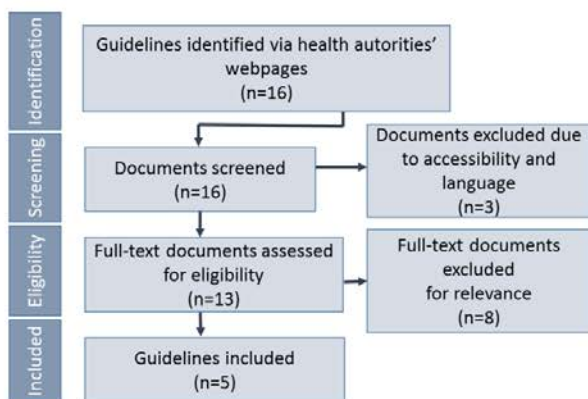 Identification
Guidelines identified via health autorities'
webpages
(n=16)
Screening
Documents screened
(n=16)
Documents excluded due
to accessibility and
language
(n=3)
Eligibility
Full-text documents assessed
for eligibility
(n=13)
Full-text documents
excluded
for relevance
(n=8)
Included
Guidelines included
(n=5)